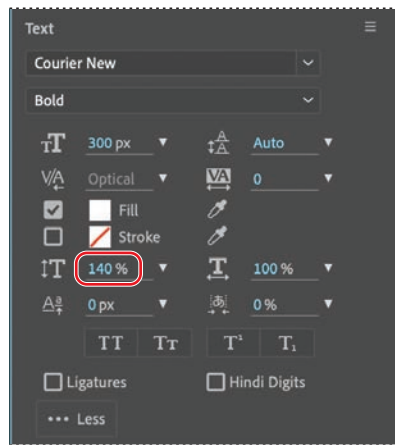 Text
Courier New
Bold
300 px Auto
Optical 0
Fill
Stroke
140 % 100 %
0 px 0 %
TT Tᴛ T¹ T₁
Ligatures Hindi Digits
Less